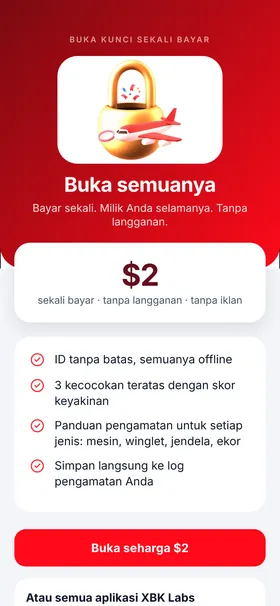 BUKA KUNCI SEKALI BAYAR
Buka semuanya
Bayar sekali. Milik Anda selamanya. Tanpa
langganan.
$2
sekali bayar · tanpa langganan · tanpa iklan
ID tanpa batas, semuanya offline
3 kecocokan teratas dengan skor
keyakinan
Panduan pengamatan untuk setiap
jenis: mesin, winglet, jendela, ekor
Simpan langsung ke log
pengamatan Anda
Buka seharga $2
Atau semua aplikasi XBK Labs